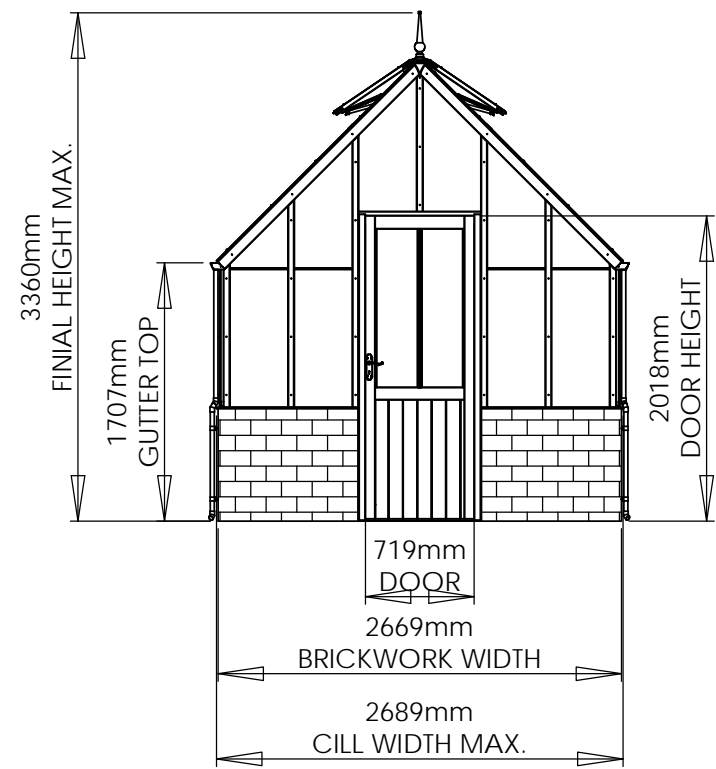 3360mm
FINIAL HEIGHT MAX.
1707mm
GUTTER TOP
2018mm
DOOR HEIGHT
719mm
DOOR
2669mm
BRICKWORK WIDTH
2689mm
CILL WIDTH MAX.